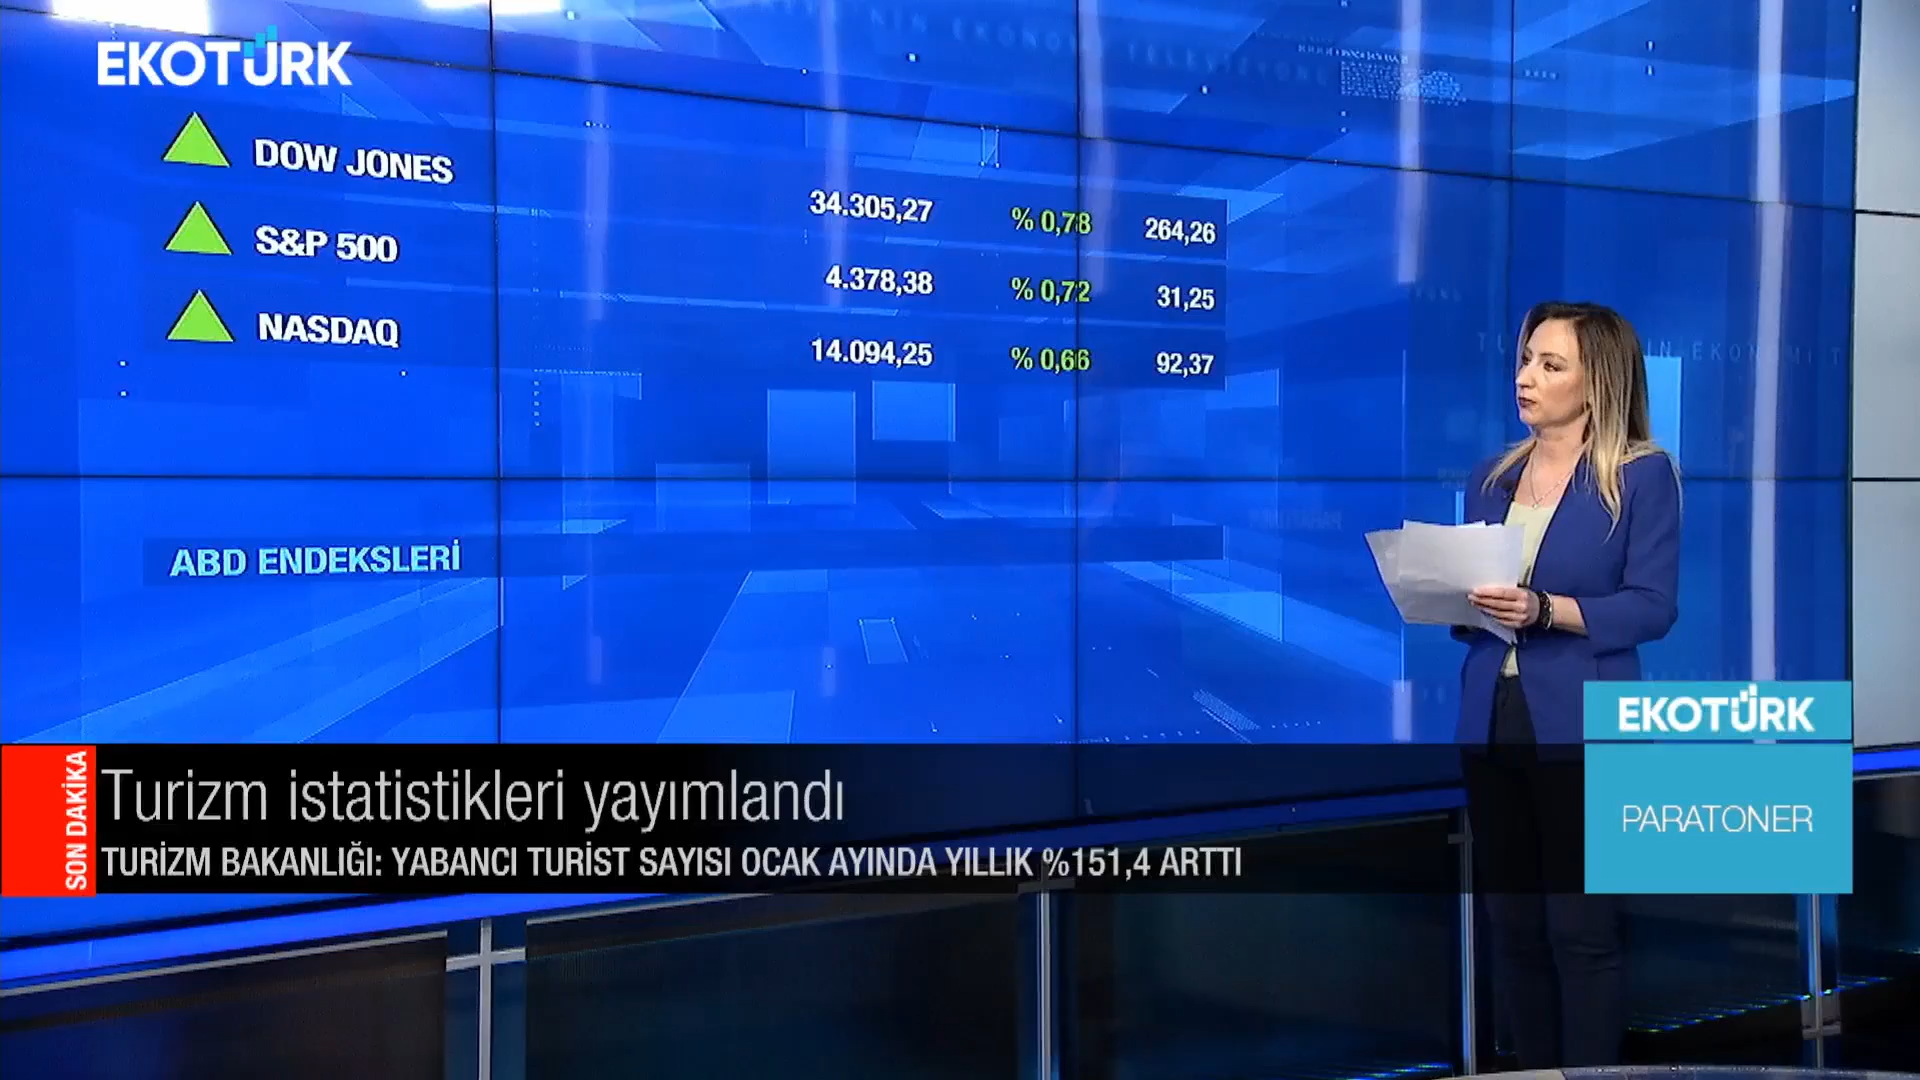 EKOTÜRK
DOW JONES 34.305,27 % 0,78 264,26
S&P 500 4.378,38 % 0,72 31,25
NASDAQ 14.094,25 % 0,66 92,37
ABD ENDEKSLERİ
EKOTÜRK
PARATONER
SON DAKİKA
Turizm istatistikleri yayımlandı
TURİZM BAKANLIĞI: YABANCI TURİST SAYISI OCAK AYINDA YILLIK %151,4 ARTTI